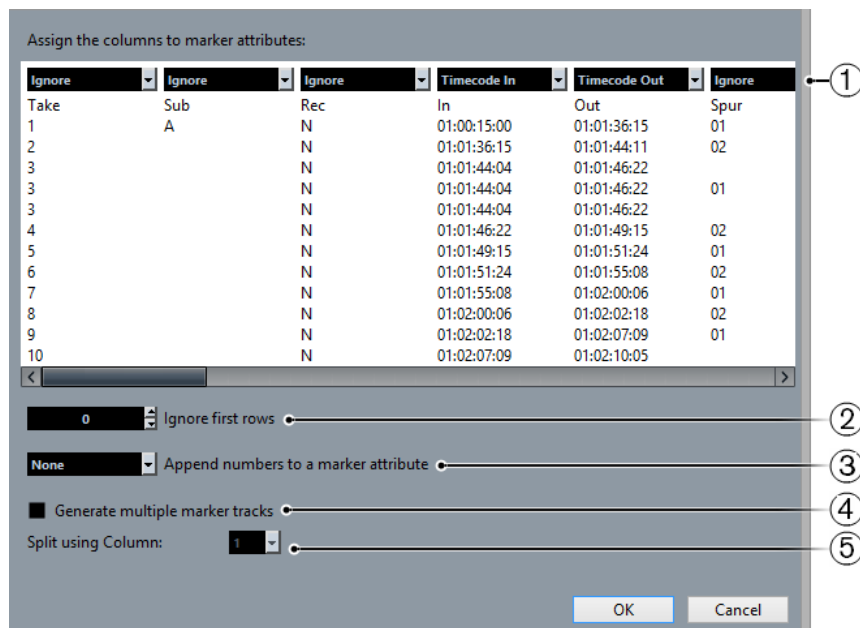 Assign the columns to marker attributes:
Ignore Ignore Ignore Timecode In Timecode Out Ignore 1
Take Sub Rec In Out Spur
1 A N 01:00:15:00 01:01:36:15 01
2 N 01:01:36:15 01:01:44:11 02
3 N 01:01:44:04 01:01:46:22
3 N 01:01:44:04 01:01:46:22 01
3 N 01:01:44:04 01:01:46:22
4 N 01:01:46:22 01:01:49:15 02
5 N 01:01:49:15 01:01:51:24 01
6 N 01:01:51:24 01:01:55:08 02
7 N 01:01:55:08 01:02:00:06 01
8 N 01:02:00:06 01:02:02:18 02
9 N 01:02:02:18 01:02:07:09 01
10 N 01:02:07:09 01:02:10:05
0 Ignore first rows 2
None Append numbers to a marker attribute 3
Generate multiple marker tracks 4
Split using Column: 1 5
OK Cancel